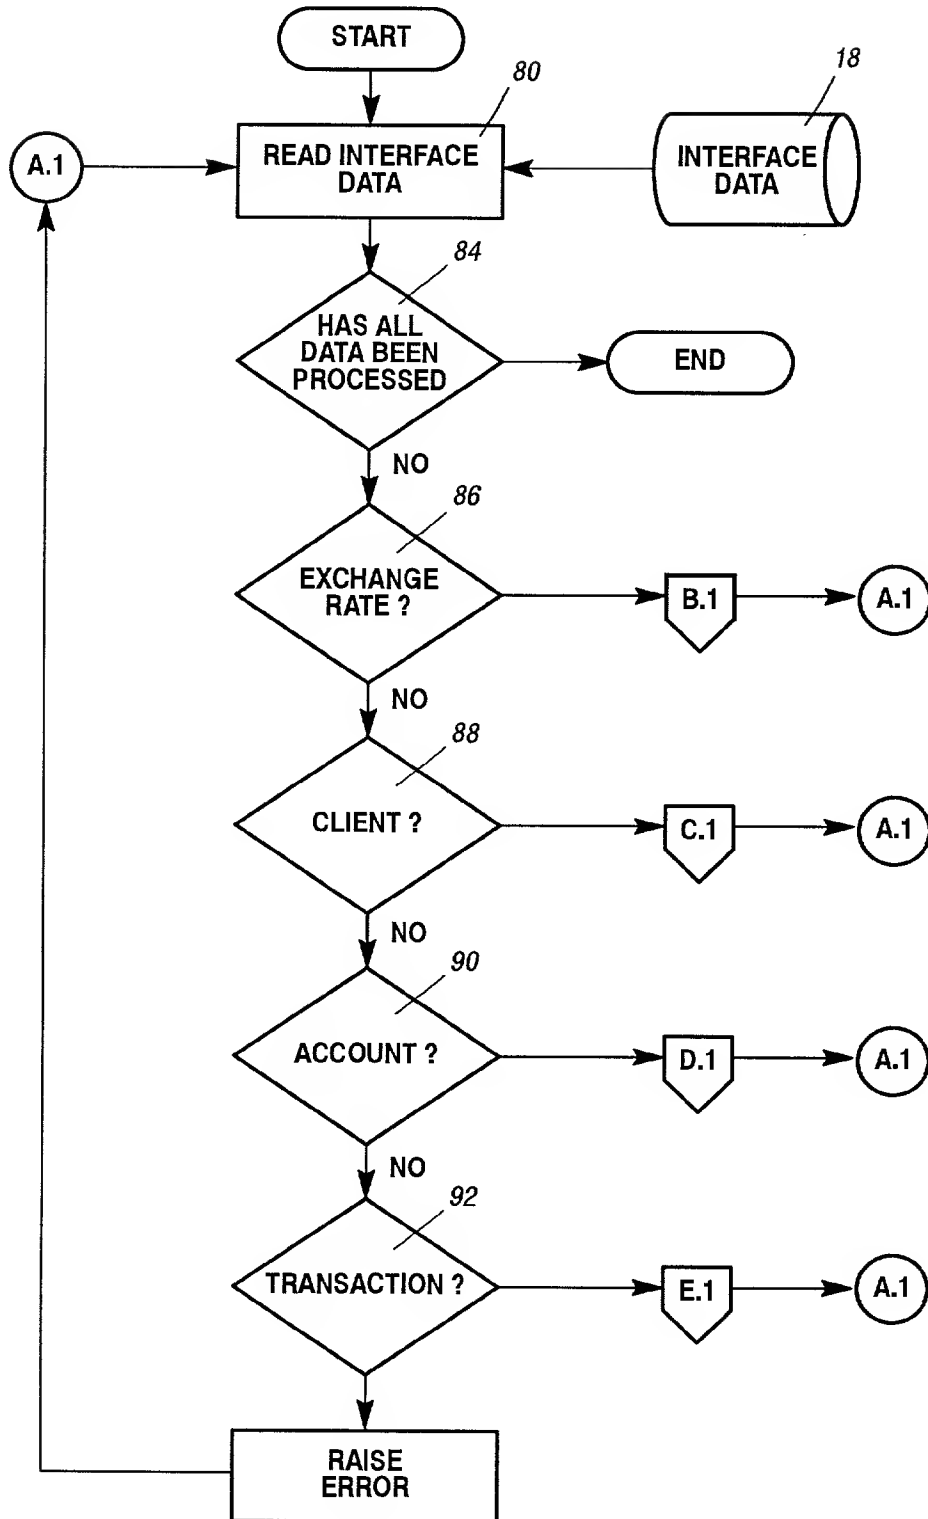 START
80
18
A.1
READ INTERFACE
DATA
INTERFACE
DATA
84
HAS ALL
DATA BEEN
PROCESSED
END
NO
86
EXCHANGE
RATE ?
B.1
A.1
NO
88
CLIENT ?
C.1
A.1
NO
90
ACCOUNT ?
D.1
A.1
NO
92
TRANSACTION ?
E.1
A.1
RAISE
ERROR